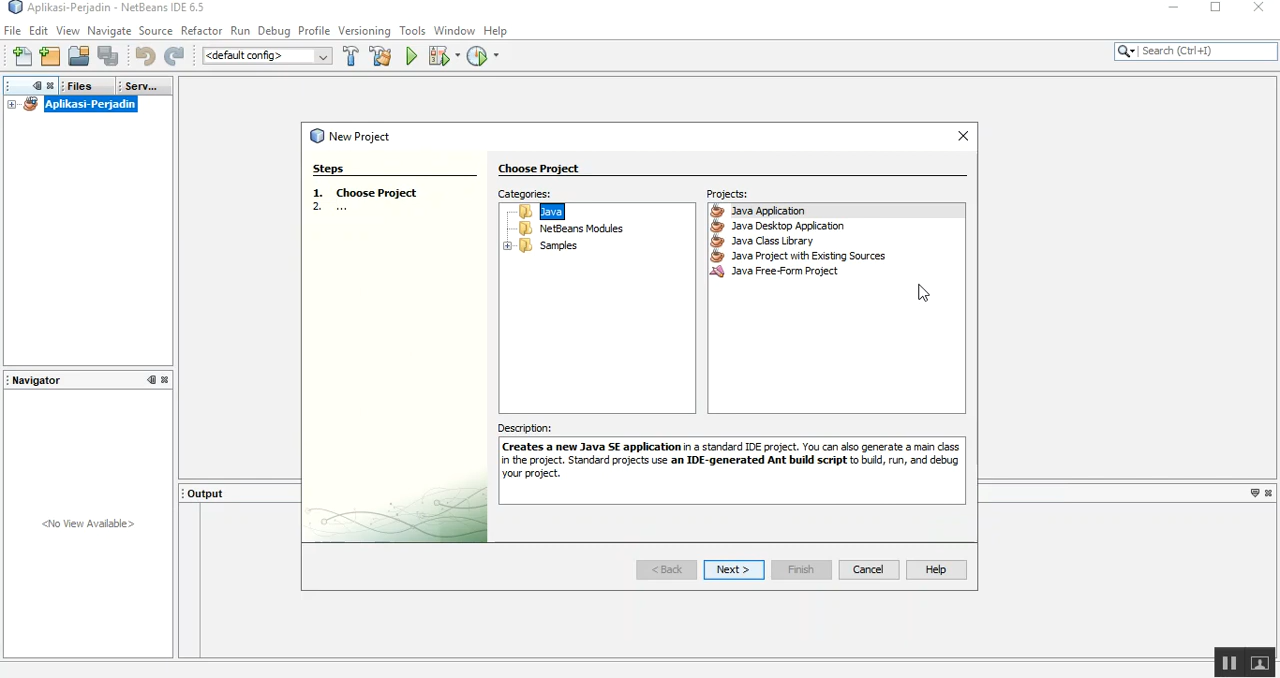 Aplikasi-Perjadin - NetBeans IDE 6.5
File Edit View Navigate Source Refactor Run Debug Profile Versioning Tools Window Help
<default config>
Search (Ctrl+I)
Files
Serv...
Aplikasi-Perjadin
New Project
Steps
1. Choose Project
2. ...
Choose Project
Categories:
Java
NetBeans Modules
Samples
Projects:
Java Application
Java Desktop Application
Java Class Library
Java Project with Existing Sources
Java Free-Form Project
Description:
Creates a new Java SE application in a standard IDE project. You can also generate a main class
in the project. Standard projects use an IDE-generated Ant build script to build, run, and debug
your project.
< Back
Next >
Finish
Cancel
Help
Navigator
<No View Available>
Output